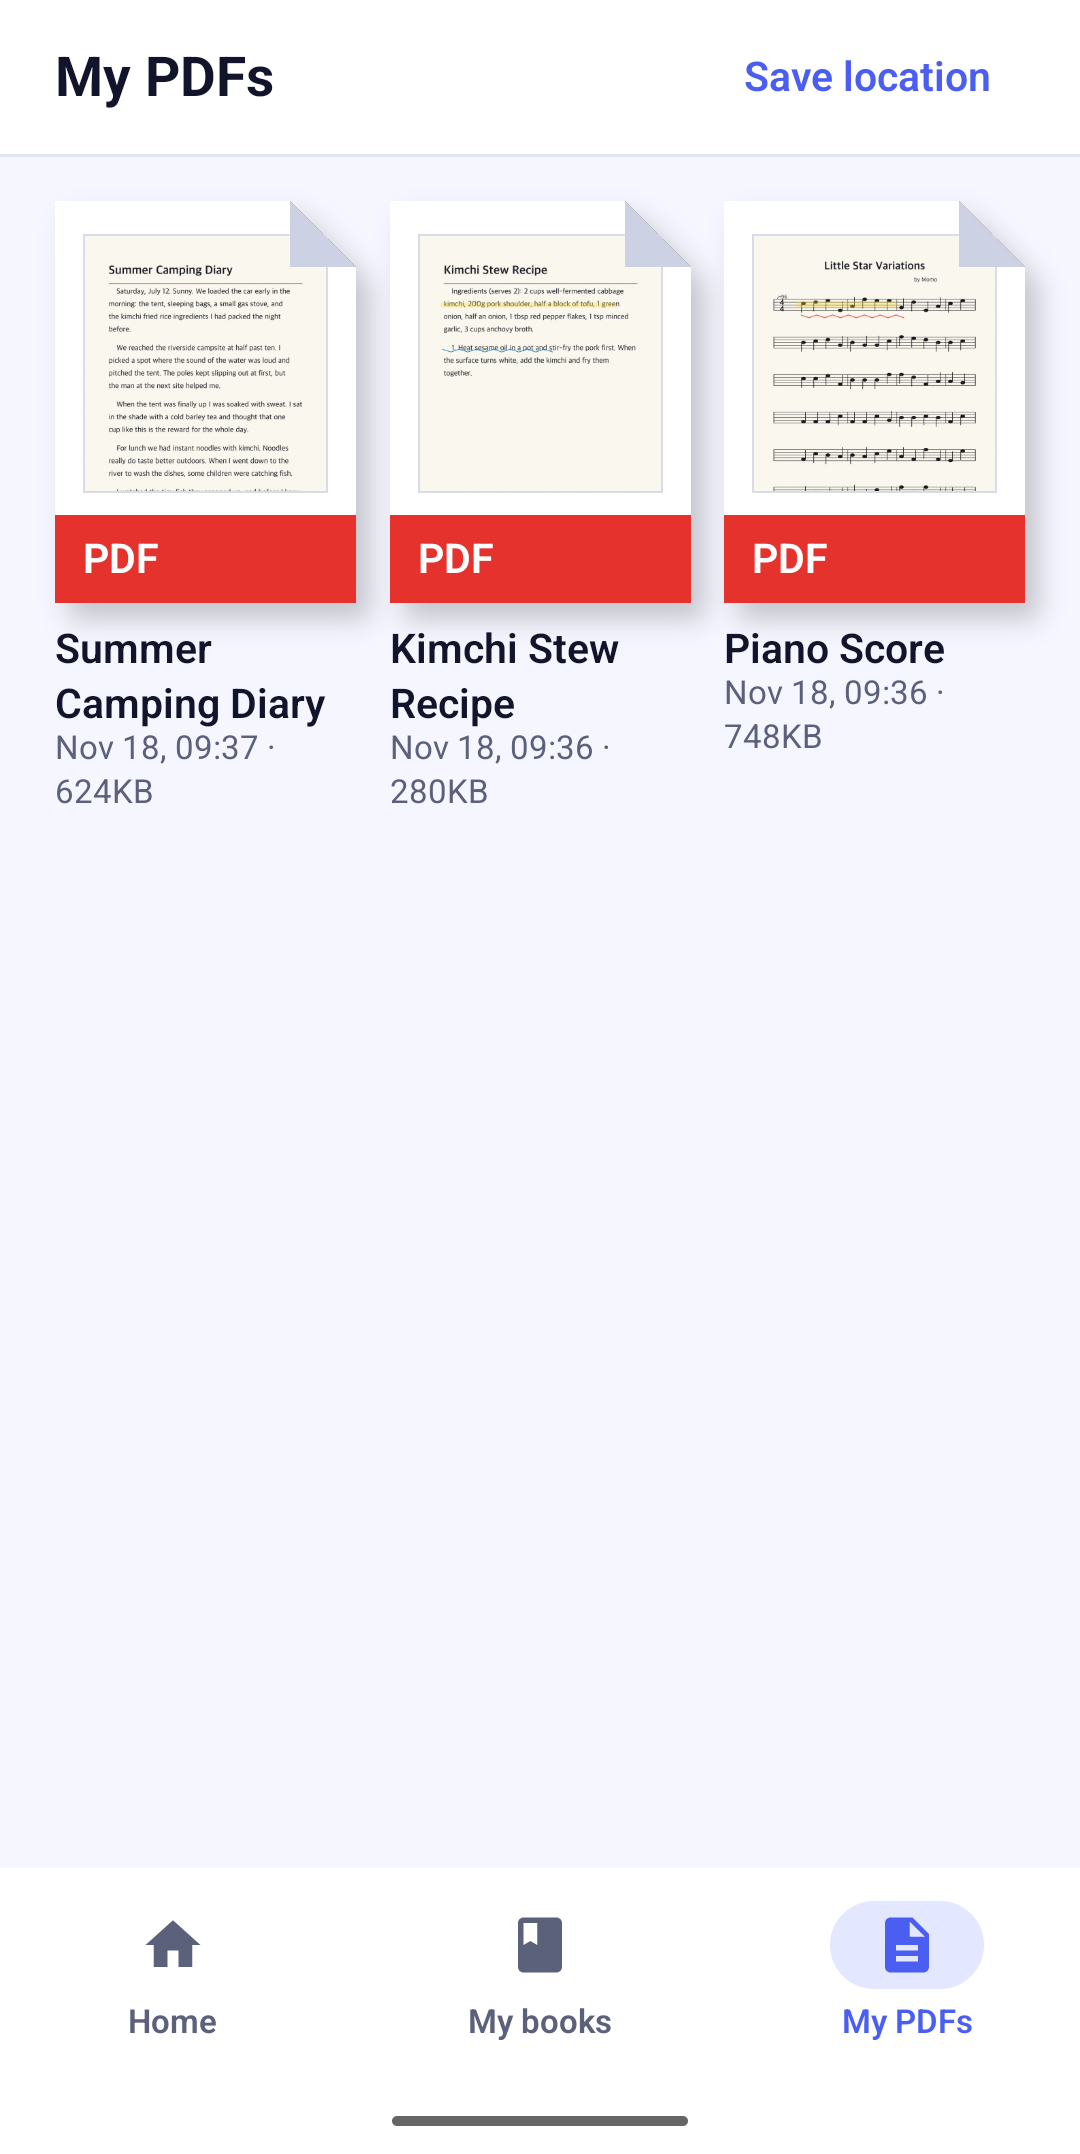 My PDFs
Save location
Summer Camping Diary
Saturday, July 12. Sunny. We loaded the car early in the
morning: the tent, sleeping bags, a small gas stove, and
the kimchi fried rice ingredients I had packed the night
before.
We reached the riverside campsite at half past ten. I
picked a spot where the sound of the water was loud and
pitched the tent. The poles kept slipping out at first, but
the man at the next site helped me.
When the tent was finally up I was soaked with sweat. I sat
in the shade with a cold barley tea and thought that one
cup like this is the reward for the whole day.
For lunch we had instant noodles with kimchi. Noodles
really do taste better outdoors. When I went down to the
river to wash the dishes, some children were catching fish.
PDF
Summer
Camping Diary
Nov 18, 09:37 ·
624KB
Kimchi Stew Recipe
Ingredients (serves 2): 2 cups well-fermented cabbage
kimchi, 200g pork shoulder, half a block of tofu, 1 green
onion, half an onion, 1 tbsp red pepper flakes, 1 tsp minced
garlic, 3 cups anchovy broth.
1. Heat sesame oil in a pot and stir-fry the pork first. When
the surface turns white, add the kimchi and fry them
together.
PDF
Kimchi Stew
Recipe
Nov 18, 09:36 ·
280KB
Little Star Variations
by Momo
PDF
Piano Score
Nov 18, 09:36 ·
748KB
Home
My books
My PDFs